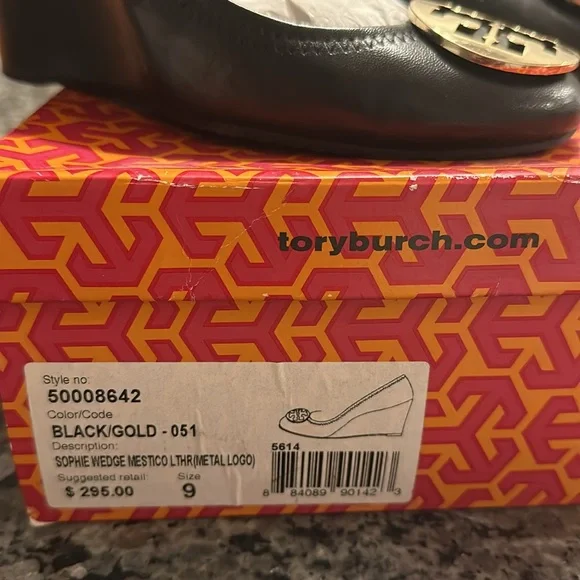 toryburch.com
Style no:
50008642
Color/Code
BLACK/GOLD - 051
Description:
SOPHIE WEDGE MESTICO LTHR(METAL LOGO)
Suggested retail: Size
$ 295.00 9
5614
8 84089 90142 3